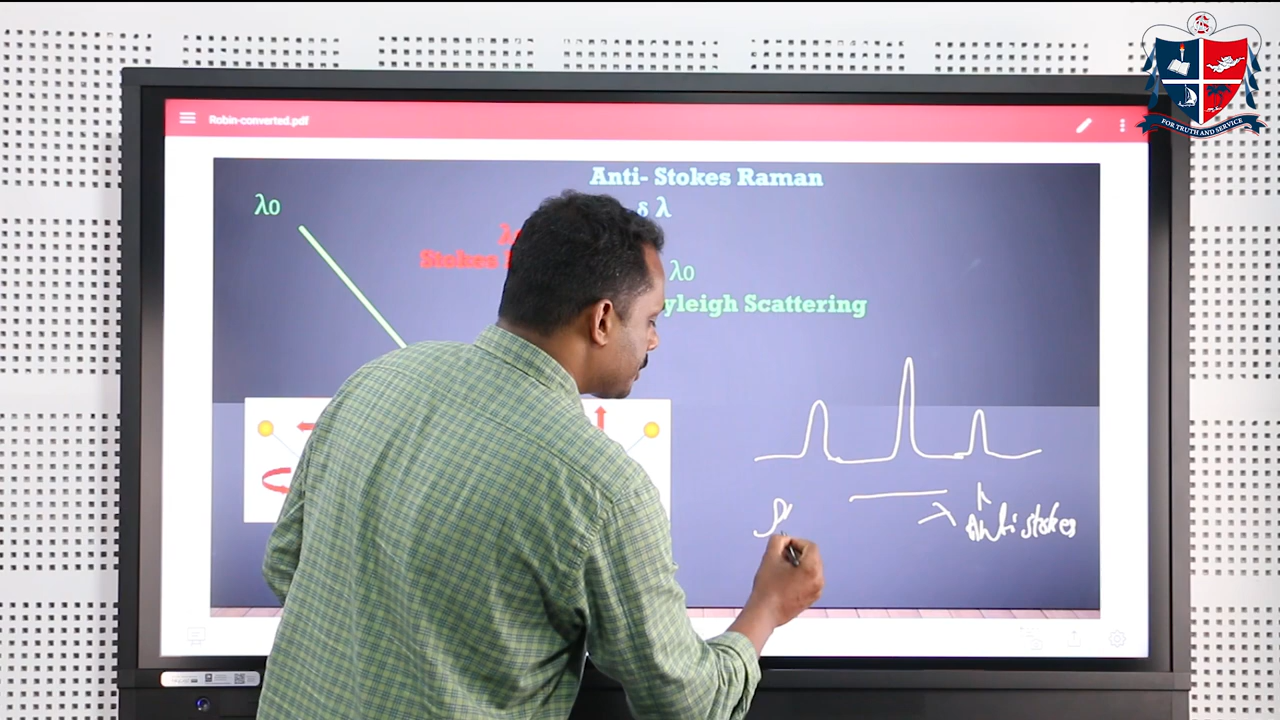 FOR TRUTH AND SERVICE
Robin-converted.pdf
Anti- Stokes Raman
λ0
δ λ
Stokes
λ0
yleigh Scattering
λ
Anti stokes